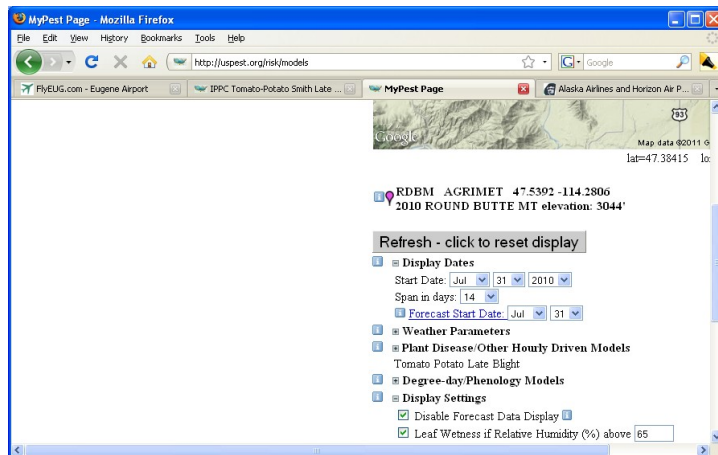 MyPest Page - Mozilla Firefox
File Edit View History Bookmarks Tools Help
http://uspest.org/risk/models
Google
FlyEUG.com - Eugene Airport
IPPC Tomato-Potato Smith Late ...
MyPest Page
Alaska Airlines and Horizon Air P...
93
Google
Map data ©2011 G
lat=47.38415 lo
RDBM AGRIMET 47.5392 -114.2806
2010 ROUND BUTTE MT elevation: 3044'
Refresh - click to reset display
Display Dates
Start Date: Jul 31 2010
Span in days: 14
Forecast Start Date: Jul 31
Weather Parameters
Plant Disease/Other Hourly Driven Models
Tomato Potato Late Blight
Degree-day/Phenology Models
Display Settings
Disable Forecast Data Display
Leaf Wetness if Relative Humidity (%) above 65